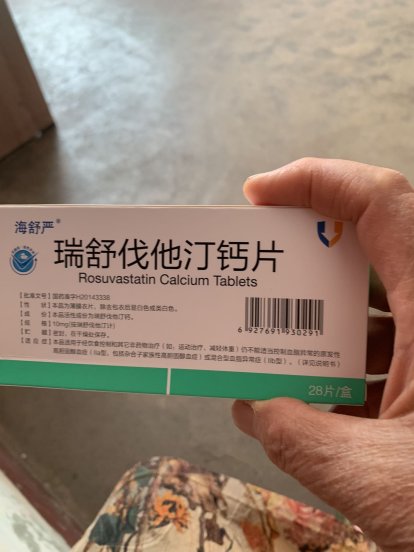 海舒严®
瑞舒伐他汀钙片
Rosuvastatin Calcium Tablets
【批准文号】国药准字H20143338
【性 状】本品为薄膜衣片，除去包衣后显白色或类白色。
【成 份】本品活性成份为瑞舒伐他汀钙。
【规 格】10mg(按瑞舒伐他汀计)
【贮 藏】密封，在干燥处保存。
【适 应 症】本品适用于经饮食控制和其它非药物治疗（如，运动治疗、减轻体重）仍不能适当控制血脂异常的原发性
高胆固醇血症（IIa型，包括杂合子家族性高胆固醇血症）或混合型血脂异常症（IIb型）。（详见说明书）
6 927691 930291
28片/盒